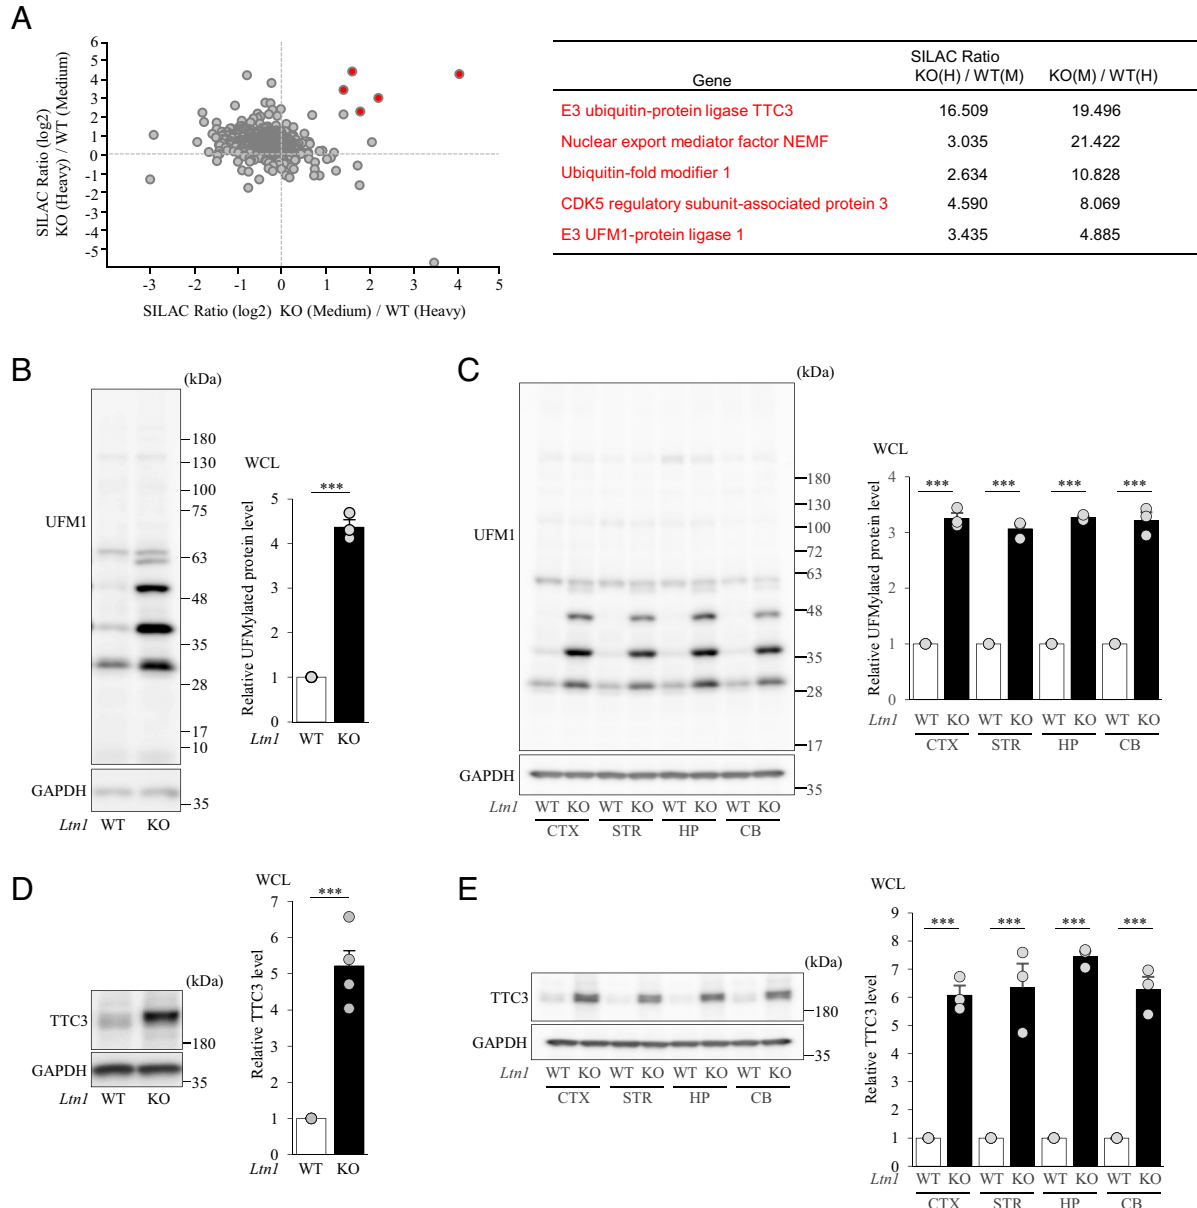 A
6
5
4
3
2
1
0
-1
-2
-3
-4
-5
SILAC Ratio (log2)
KO (Heavy) / WT (Medium)
-3 -2 -1 0 1 2 3 4 5
SILAC Ratio (log2) KO (Medium) / WT (Heavy)
SILAC Ratio
Gene KO(H) / WT(M) KO(M) / WT(H)
E3 ubiquitin-protein ligase TTC3 16.509 19.496
Nuclear export mediator factor NEMF 3.035 21.422
Ubiquitin-fold modifier 1 2.634 10.828
CDK5 regulatory subunit-associated protein 3 4.590 8.069
E3 UFM1-protein ligase 1 3.435 4.885
B
(kDa)
180
130
100
75
63
48
35
28
17
10
UFM1
GAPDH
35
Ltn1 WT KO
WCL
***
Relative UFMylated protein level
5
4
3
2
1
0
Ltn1 WT KO
C
(kDa)
180
130
100
72
63
48
35
28
17
UFM1
GAPDH
35
Ltn1 WT KO WT KO WT KO WT KO
CTX STR HP CB
WCL
*** *** *** ***
Relative UFMylated protein level
4
3
2
1
0
Ltn1 WT KO WT KO WT KO WT KO
CTX STR HP CB
D
(kDa)
TTC3
180
GAPDH
35
Ltn1 WT KO
WCL
***
Relative TTC3 level
7
6
5
4
3
2
1
0
Ltn1 WT KO
E
(kDa)
TTC3
180
GAPDH
35
Ltn1 WT KO WT KO WT KO WT KO
CTX STR HP CB
WCL
*** *** *** ***
Relative TTC3 level
9
8
7
6
5
4
3
2
1
0
Ltn1 WT KO WT KO WT KO WT KO
CTX STR HP CB